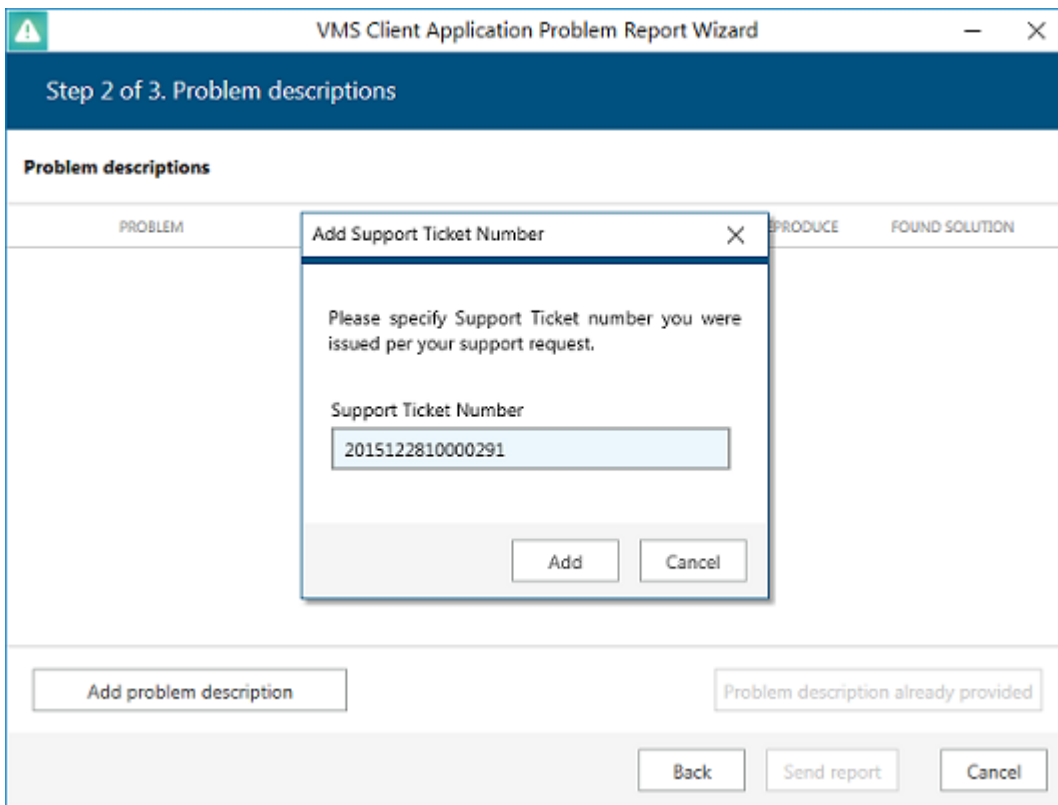 VMS Client Application Problem Report Wizard
Step 2 of 3. Problem descriptions
Problem descriptions
PROBLEM EPRODUCE FOUND SOLUTION
Add Support Ticket Number
Please specify Support Ticket number you were
issued per your support request.
Support Ticket Number
2015122810000291
Add Cancel
Add problem description Problem description already provided
Back Send report Cancel